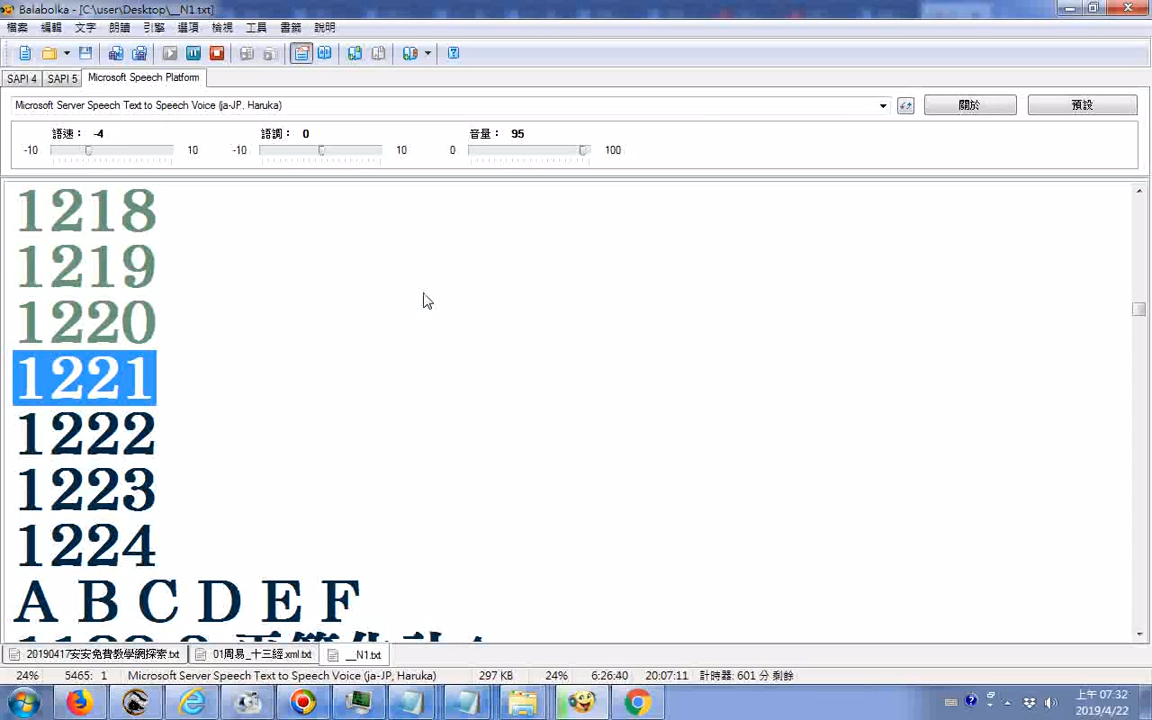 Balabolka - [C:\user\Desktop\__N1.txt]
檔案 編輯 文字 朗讀 引擎 選項 檢視 工具 書籤 說明
SAPI 4 SAPI 5 Microsoft Speech Platform
Microsoft Server Speech Text to Speech Voice (ja-JP, Haruka)
關於 預設
語速： -4 語調： 0 音量： 95
-10 10 -10 10 0 100
1218
1219
1220
1221
1222
1223
1224
A B C D E F
20190417安安免費教學網探索.txt 01周易_十三經.xml.txt __N1.txt
24% 5465: 1 Microsoft Server Speech Text to Speech Voice (ja-JP, Haruka) 297 KB 24% 6:26:40 20:07:11 計時器: 601 分 剩餘
上午 07:32
2019/4/22